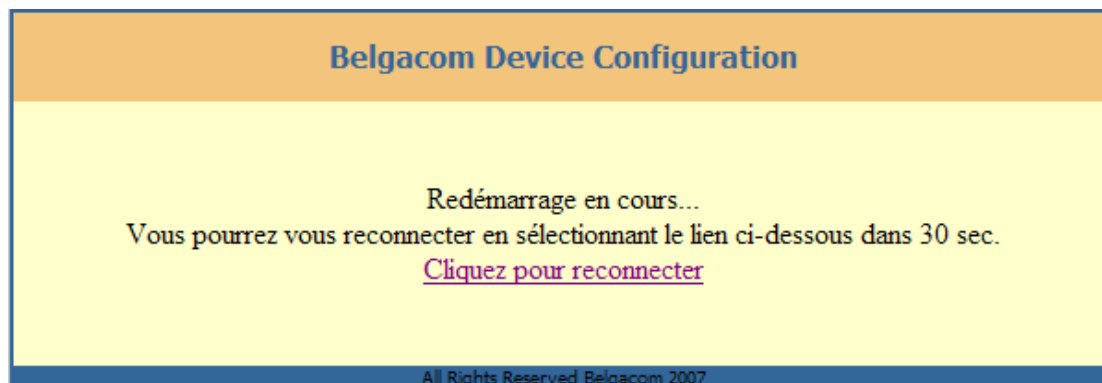 Belgacom Device Configuration
Redémarrage en cours...
Vous pourrez vous reconnecter en sélectionnant le lien ci-dessous dans 30 sec.
Cliquez pour reconnecter
All Rights Reserved Belgacom 2007